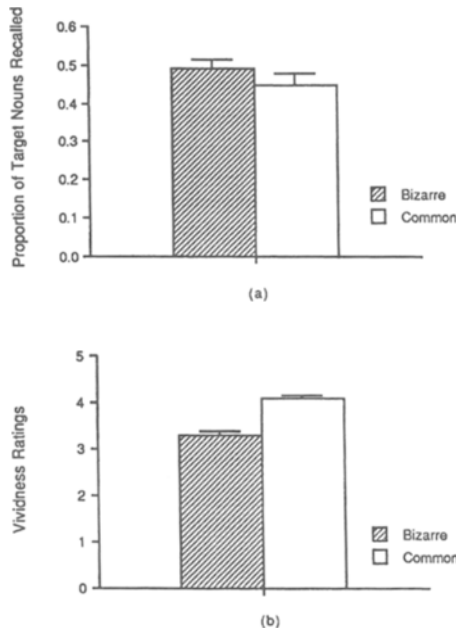 Proportion of Target Nouns Recalled
0.6
0.5
0.4
0.3
0.2
0.1
0.0
Bizarre
Common
(a)
Vividness Ratings
5
4
3
2
1
0
Bizarre
Common
(b)